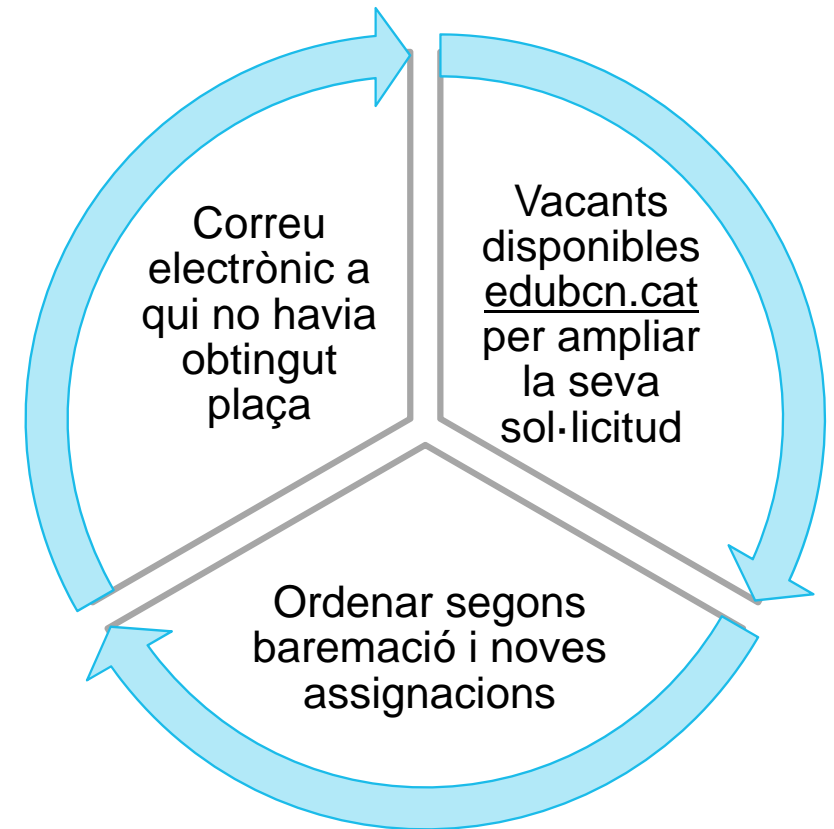 Correu
electrònic a
qui no havia
obtingut
plaça
Vacants
disponibles
edubcn.cat
per ampliar
la seva
sol·licitud
Ordenar segons
baremació i noves
assignacions